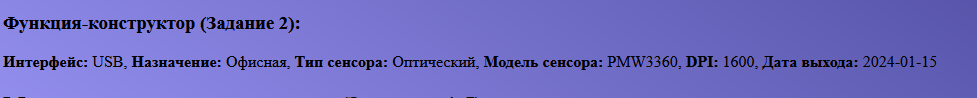 Функция-конструктор (Задание 2):
Интерфейс: USB, Назначение: Офисная, Тип сенсора: Оптический, Модель сенсора: PMW3360, DPI: 1600, Дата выхода: 2024-01-15